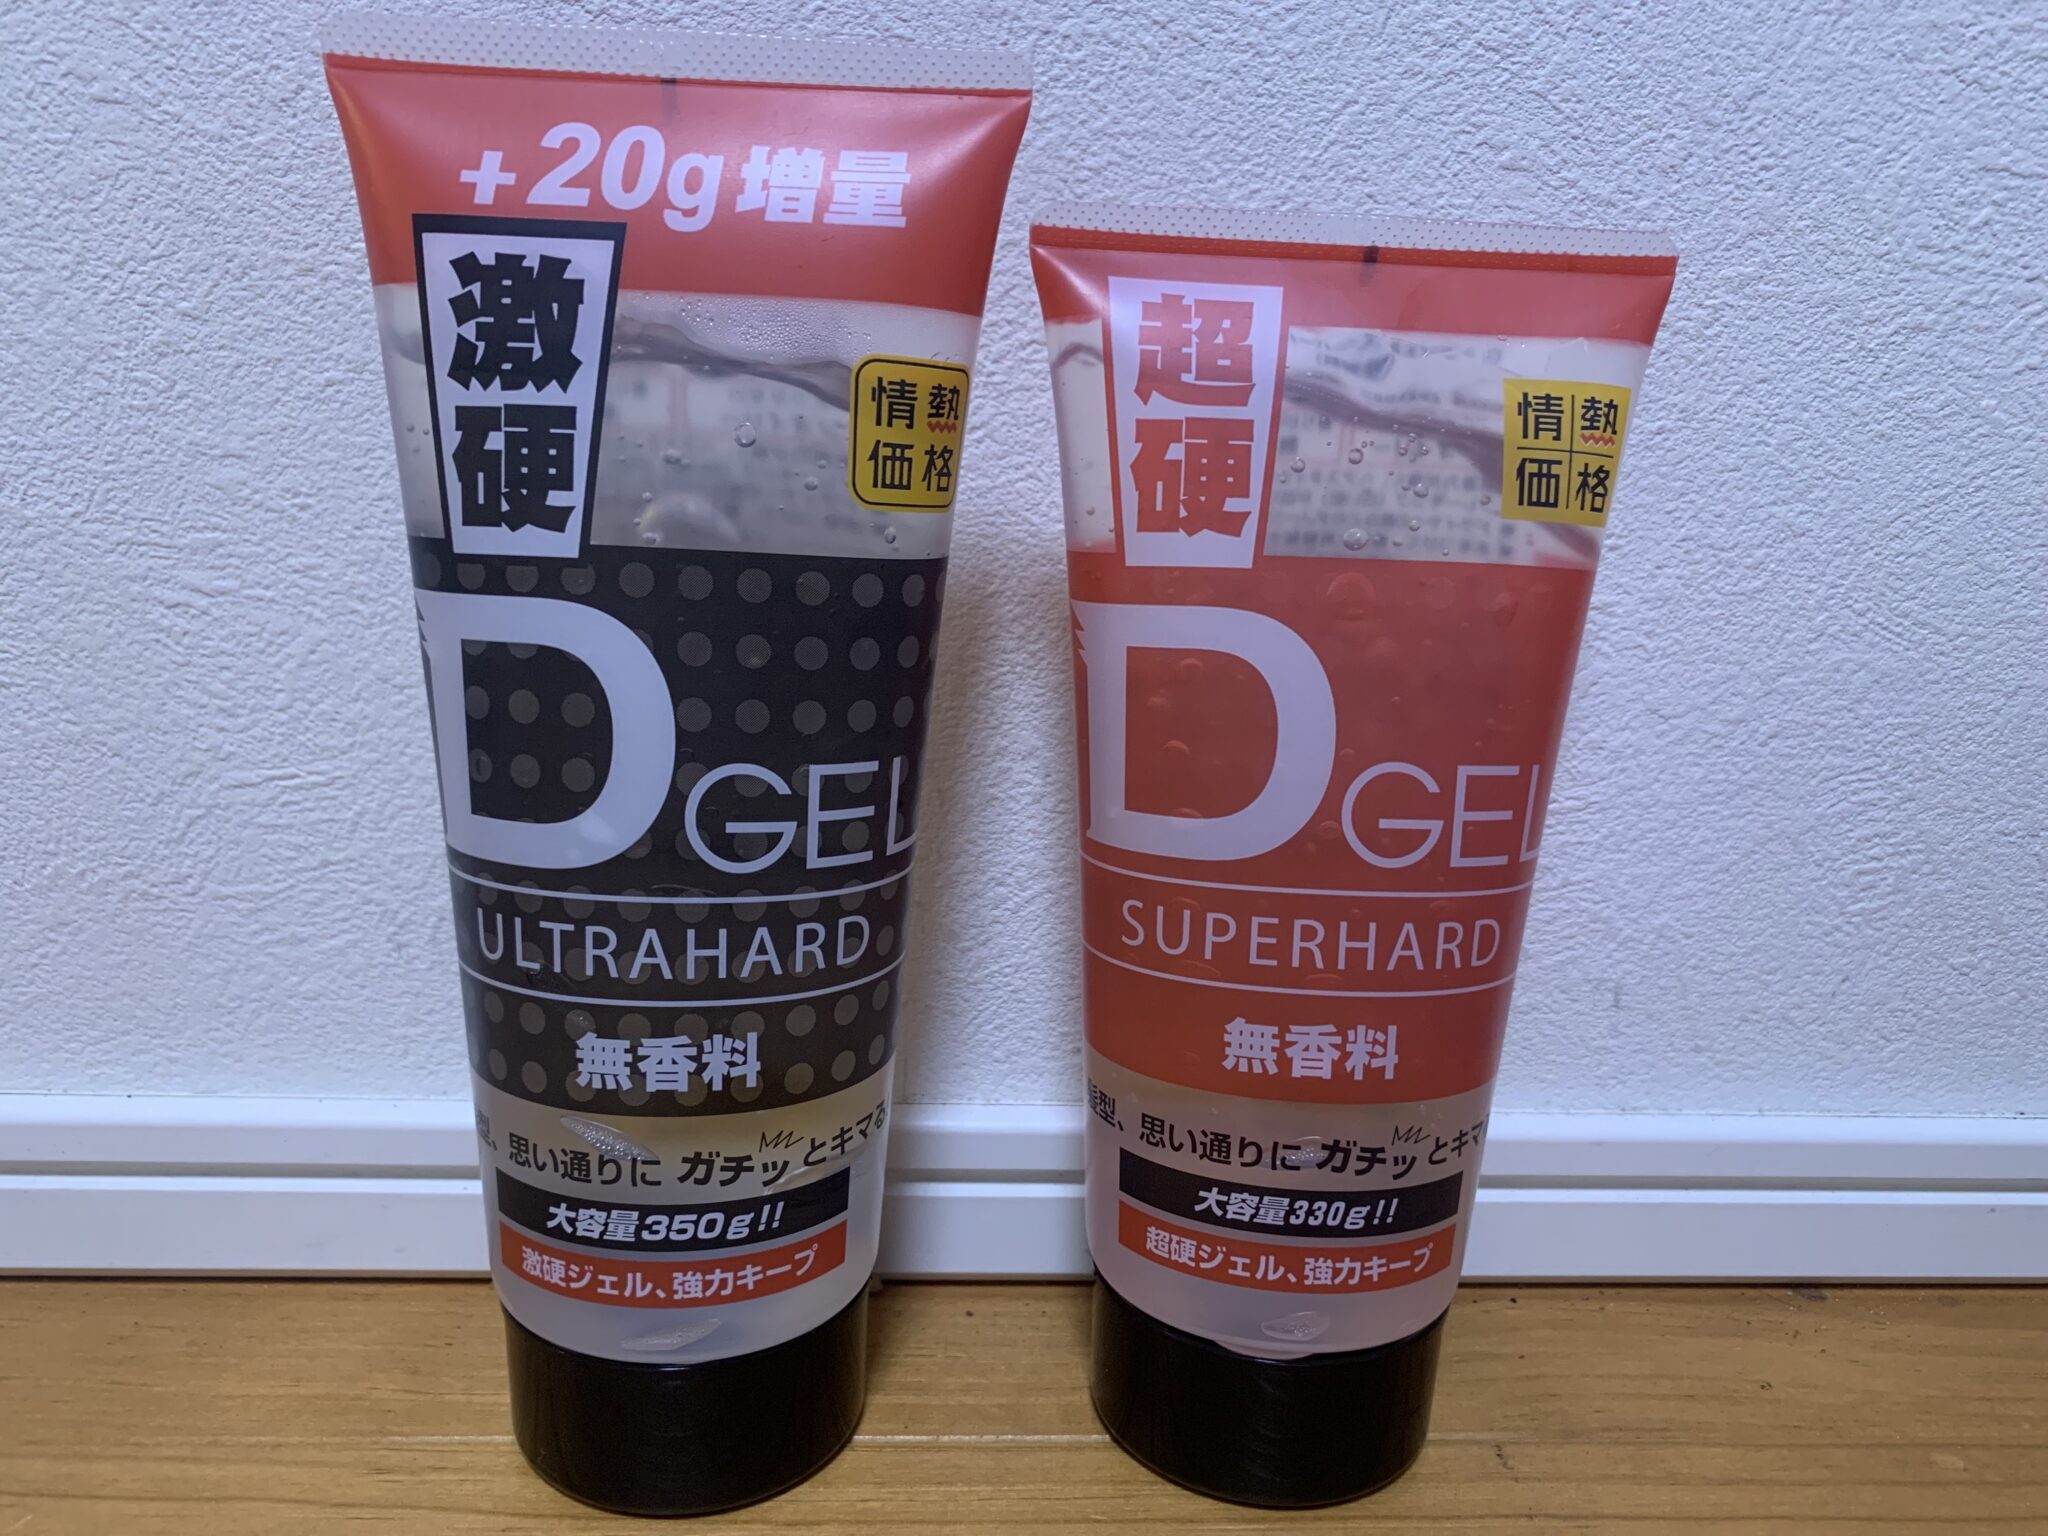 +20g増量
激硬
情熱
価格
D GEL
ULTRAHARD
無香料
型、思い通りに ガチッとキマる
大容量350g!!
激硬ジェル、強力キープ
超硬
情熱
価格
D GEL
SUPERHARD
無香料
髪型、思い通りに ガチッとキマ
大容量330g!!
超硬ジェル、強力キープ